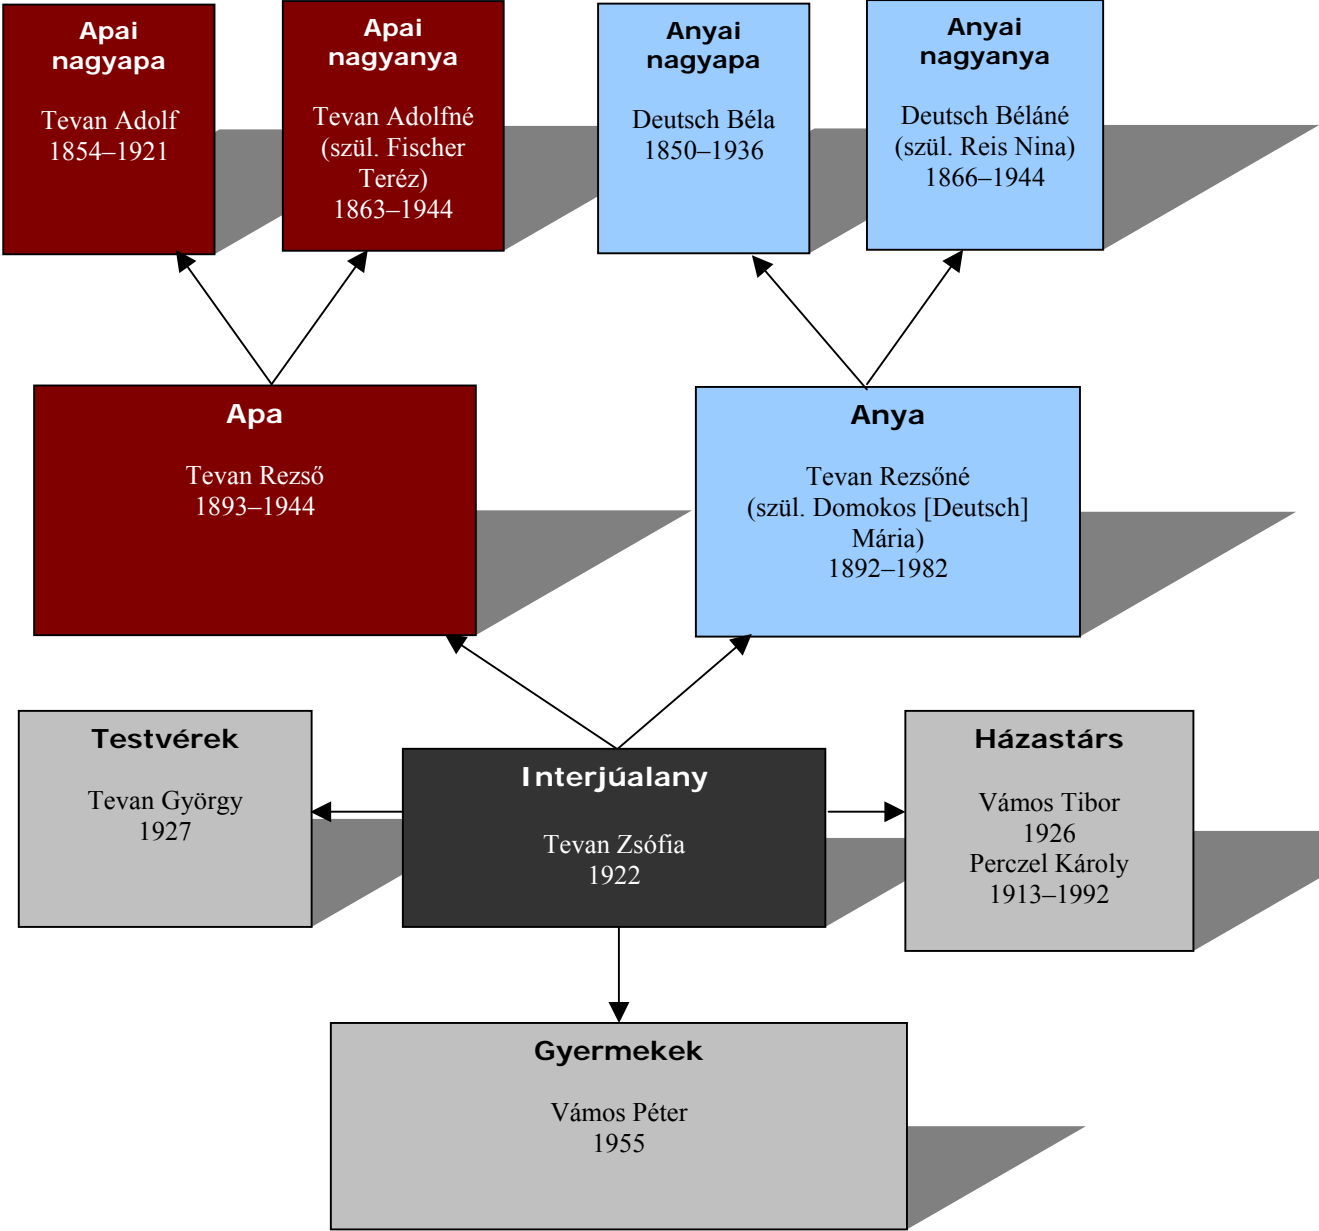 Apai
nagyapa
Tevan Adolf
1854–1921
Apai
nagyanya
Tevan Adolfné
(szül. Fischer
Teréz)
1863–1944
Anyai
nagyapa
Deutsch Béla
1850–1936
Anyai
nagyanya
Deutsch Béláné
(szül. Reis Nina)
1866–1944
Apa
Tevan Rezső
1893–1944
Anya
Tevan Rezsőné
(szül. Domokos [Deutsch]
Mária)
1892–1982
Testvérek
Tevan György
1927
Interjúalany
Tevan Zsófia
1922
Házastárs
Vámos Tibor
1926
Perczel Károly
1913–1992
Gyermekek
Vámos Péter
1955